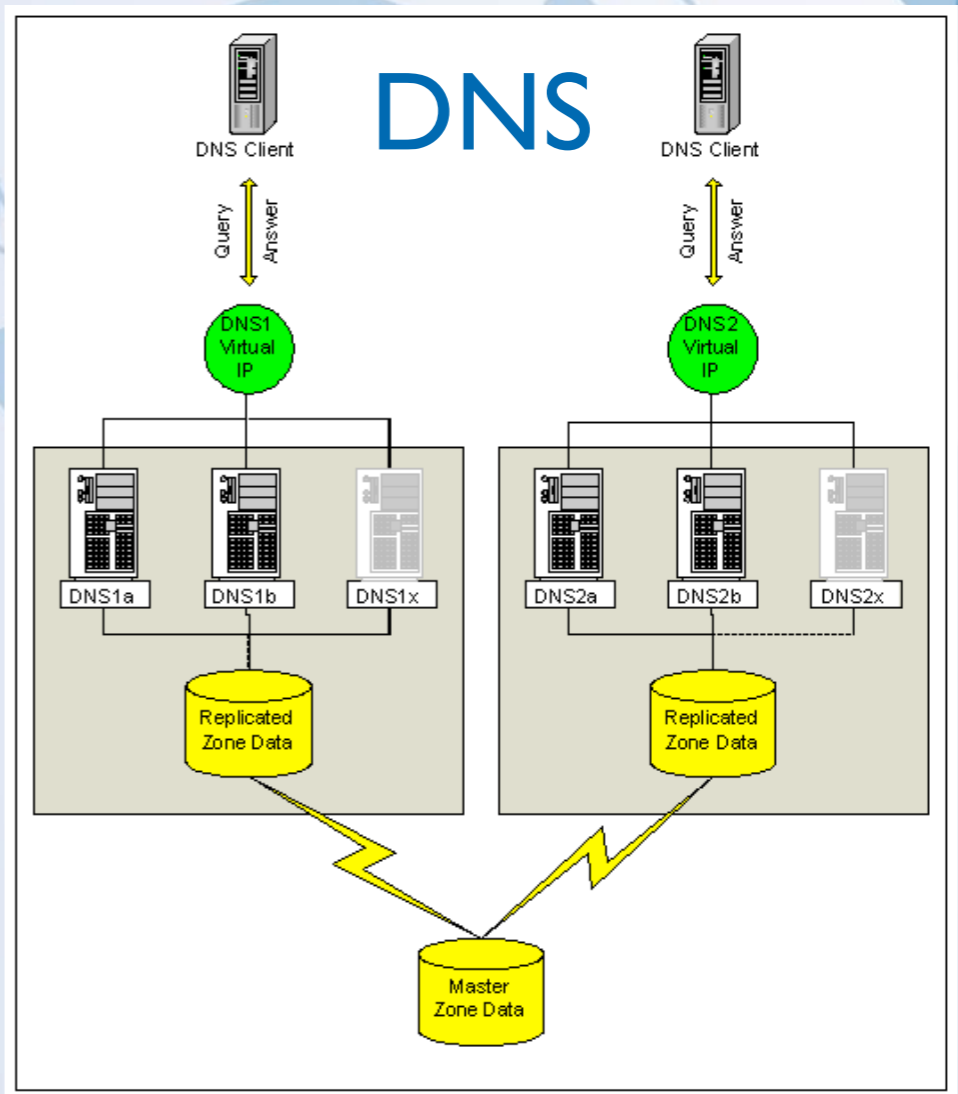 DNS
DNS Client
DNS Client
Query
Answer
Query
Answer
DNS1
Virtual
IP
DNS2
Virtual
IP
DNS1a
DNS1b
DNS1x
DNS2a
DNS2b
DNS2x
Replicated
Zone Data
Replicated
Zone Data
Master
Zone Data